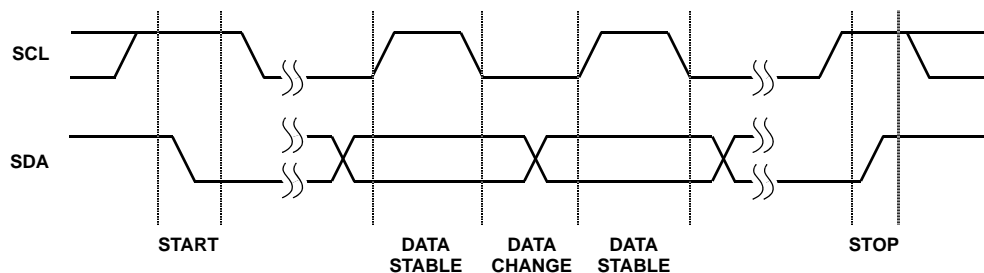 SCL
SDA
START
DATA
STABLE
DATA
CHANGE
DATA
STABLE
STOP